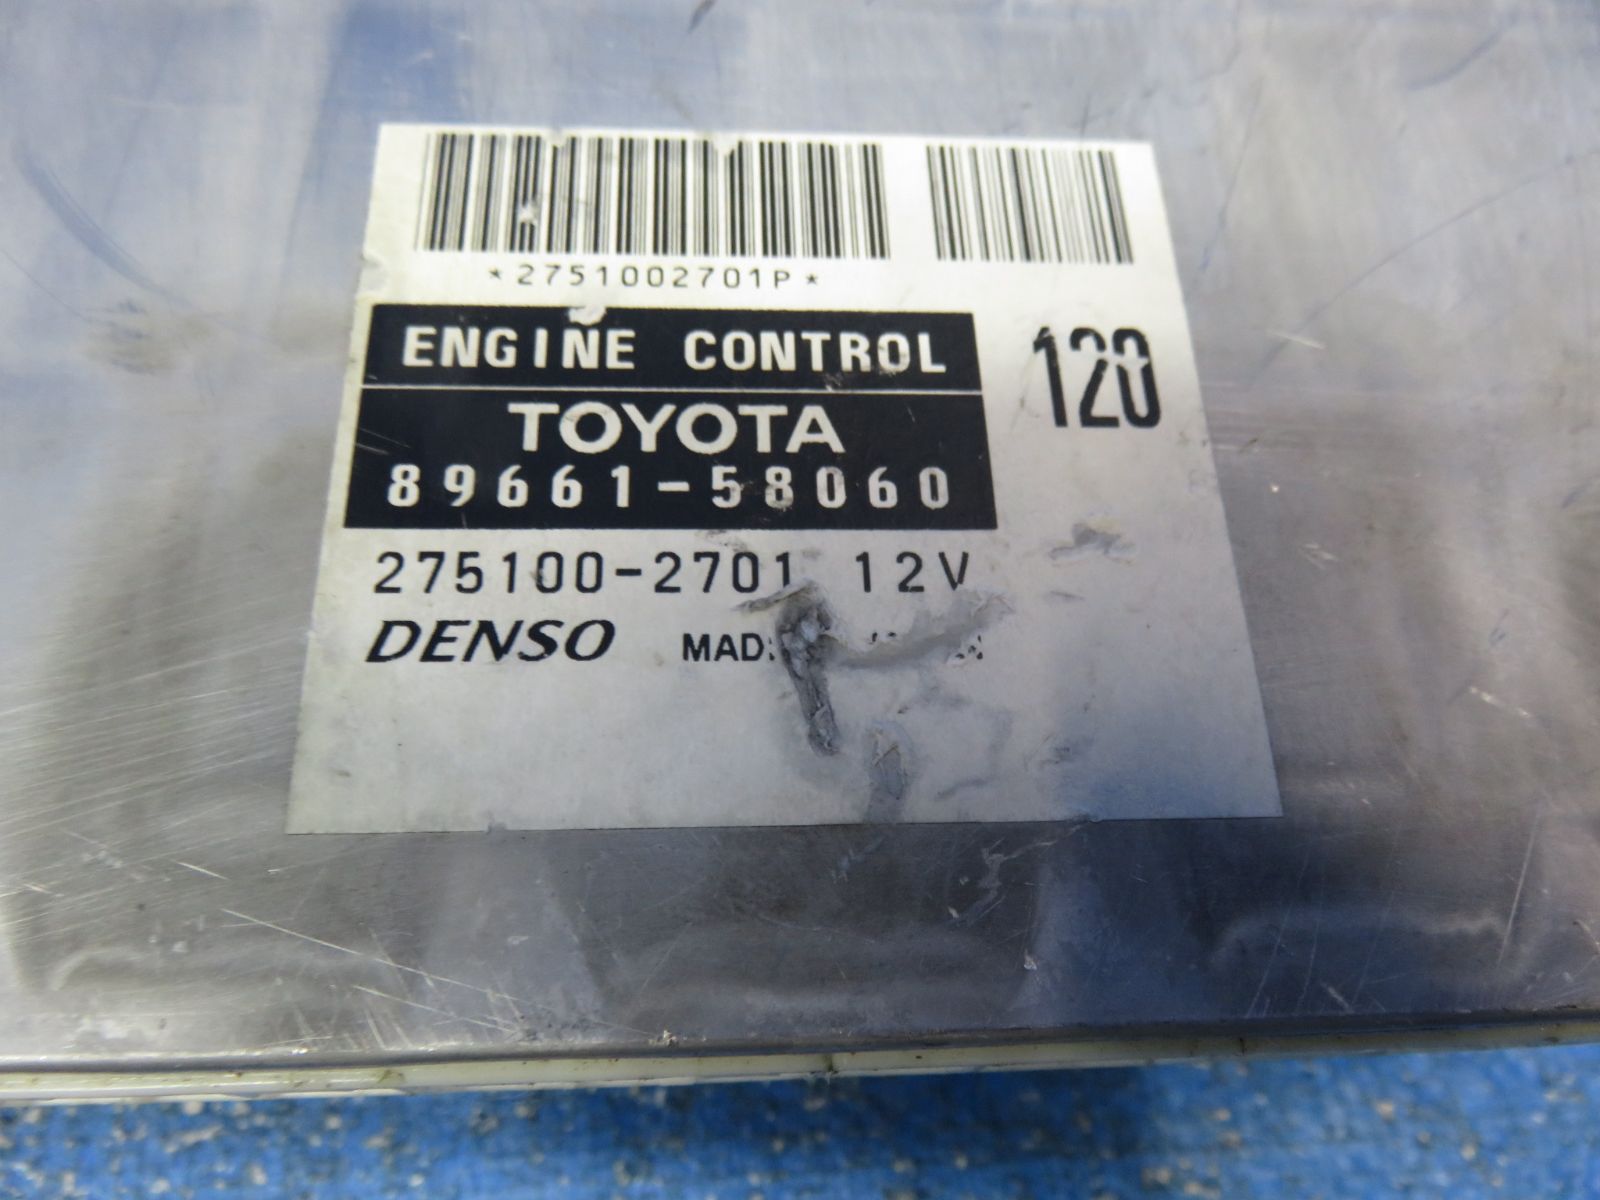 *2751002701P*
ENGINE CONTROL
120
TOYOTA
89661-58060
275100-2701 12V
DENSO